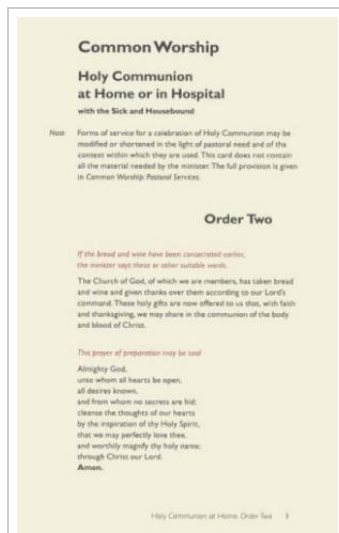 Common Worship
Holy Communion
at Home or in Hospital
with the Sick and Housebound
Note Forms of service for a celebration of Holy Communion may be
modified or shortened in the light of pastoral need and of the
context within which they are used. This card does not contain
all the material needed by the minister. The full provision is given
in Common Worship: Pastoral Services.
Order Two
If the bread and wine have been consecrated earlier,
the minister says these or other suitable words.
The Church of God, of which we are members, has taken bread
and wine and given thanks over them according to our Lord's
command. These holy gifts are now offered to us that, with faith
and thanksgiving, we may share in the communion of the body
and blood of Christ.
This prayer of preparation may be said
Almighty God,
unto whom all hearts be open,
all desires known,
and from whom no secrets are hid:
cleanse the thoughts of our hearts
by the inspiration of thy Holy Spirit,
that we may perfectly love thee,
and worthily magnify thy holy name;
through Christ our Lord.
Amen.
Holy Communion at Home: Order Two 1